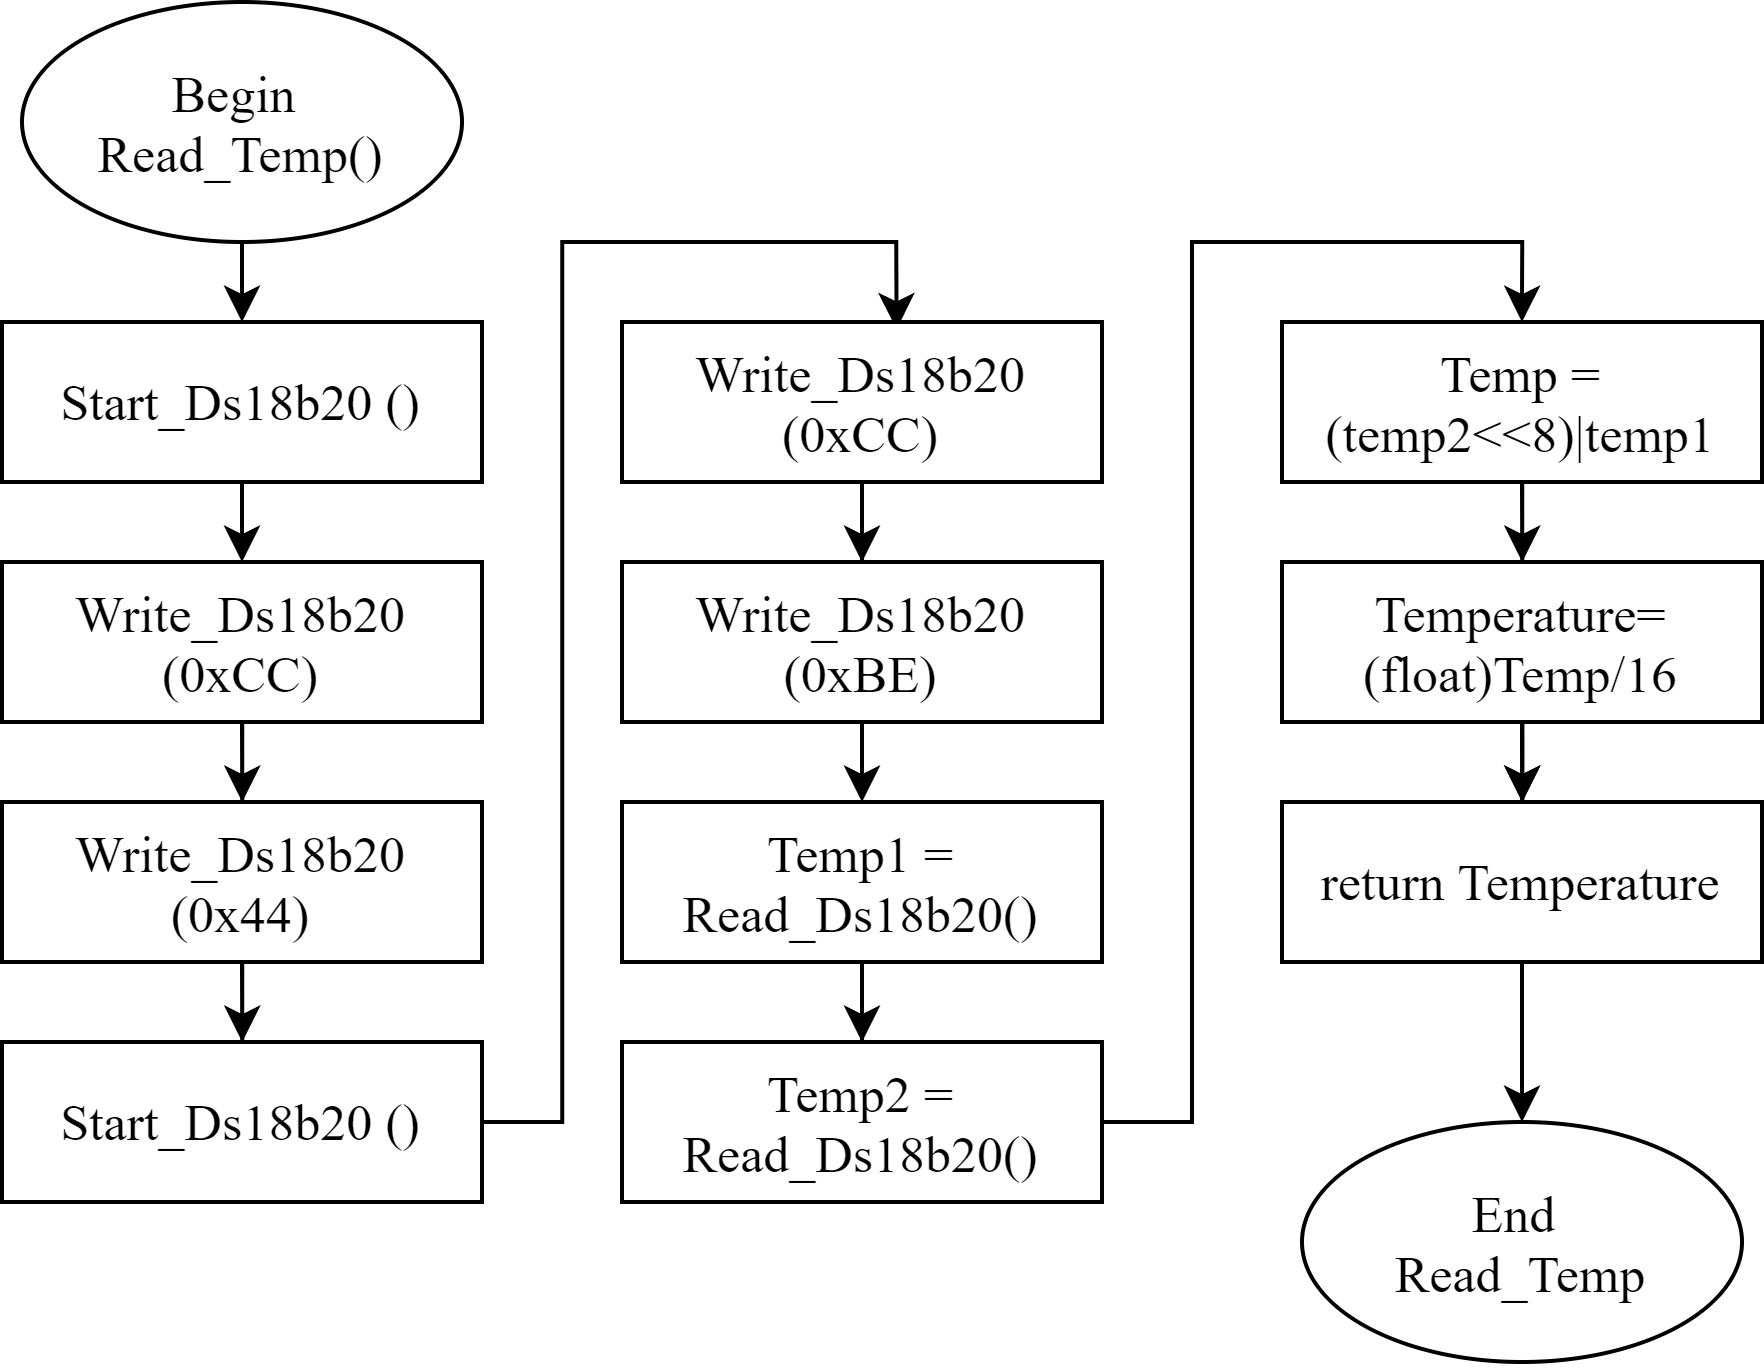 Begin
Read_Temp()
Start_Ds18b20 ()
Write_Ds18b20
(0xCC)
Write_Ds18b20
(0x44)
Start_Ds18b20 ()
Write_Ds18b20
(0xCC)
Write_Ds18b20
(0xBE)
Temp1 =
Read_Ds18b20()
Temp2 =
Read_Ds18b20()
Temp =
(temp2<<8)|temp1
Temperature=
(float)Temp/16
return Temperature
End
Read_Temp